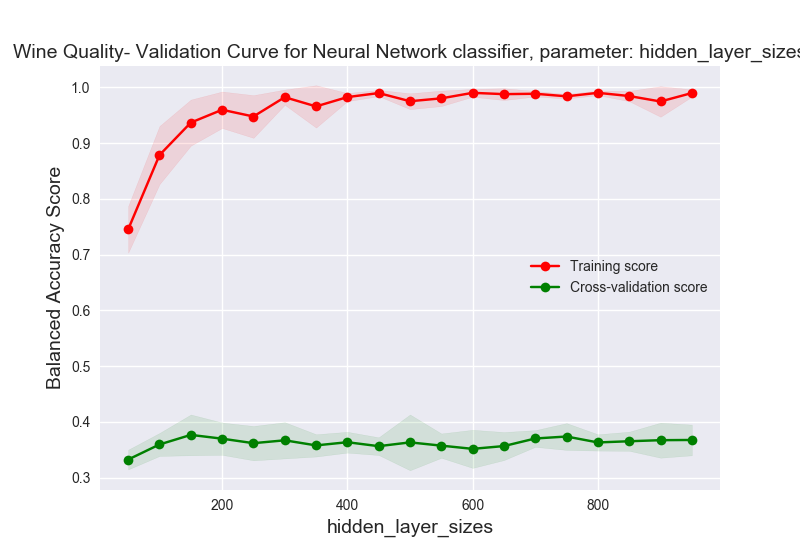 Wine Quality- Validation Curve for Neural Network classifier, parameter: hidden_layer_sizes
1.0
0.9
0.8
0.7
0.6
0.5
0.4
0.3
Balanced Accuracy Score
Training score
Cross-validation score
200
400
600
800
hidden_layer_sizes